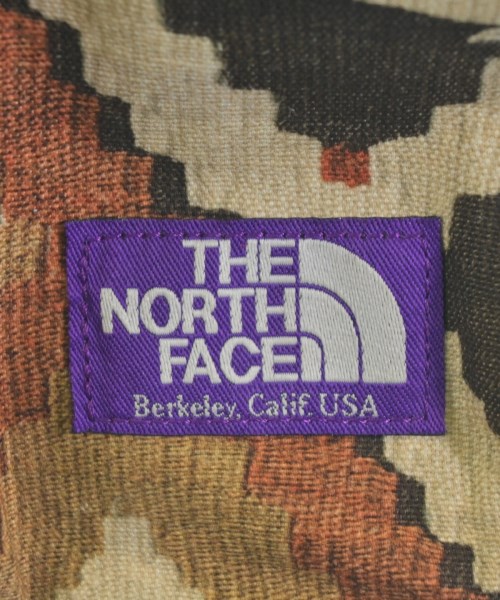 THE
NORTH
FACE
Berkeley, Calif. USA